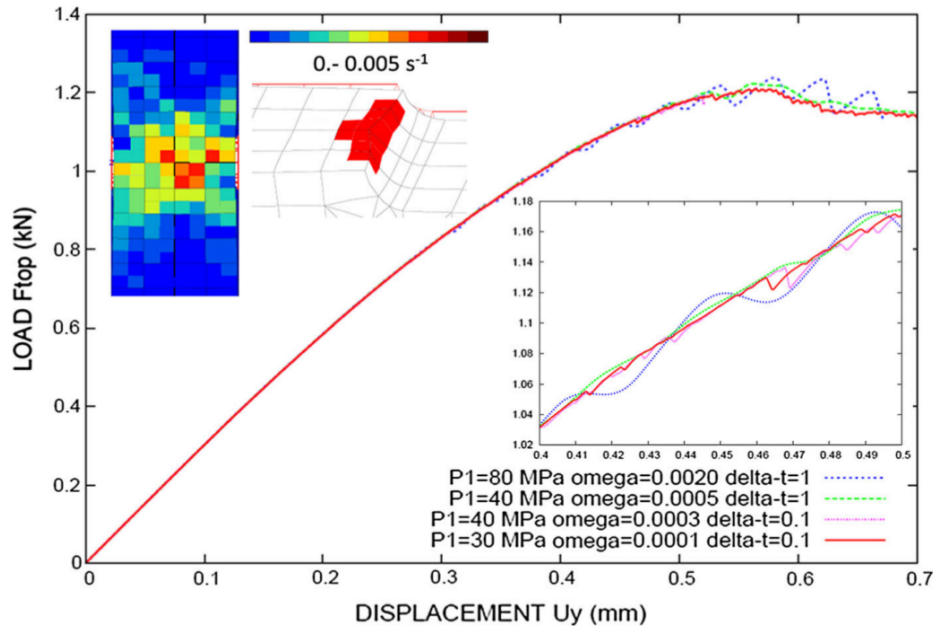 1.4
1.2
1
0.8
0.6
0.4
0.2
0
LOAD Ftop (kN)
0.- 0.005 s⁻¹
1.18
1.16
1.14
1.12
1.10
1.08
1.06
1.04
1.02
0.4 0.41 0.42 0.43 0.44 0.45 0.46 0.47 0.48 0.49 0.5
P1=80 MPa omega=0.0020 delta-t=1
P1=40 MPa omega=0.0005 delta-t=1
P1=40 MPa omega=0.0003 delta-t=0.1
P1=30 MPa omega=0.0001 delta-t=0.1
0 0.1 0.2 0.3 0.4 0.5 0.6 0.7
DISPLACEMENT Uy (mm)